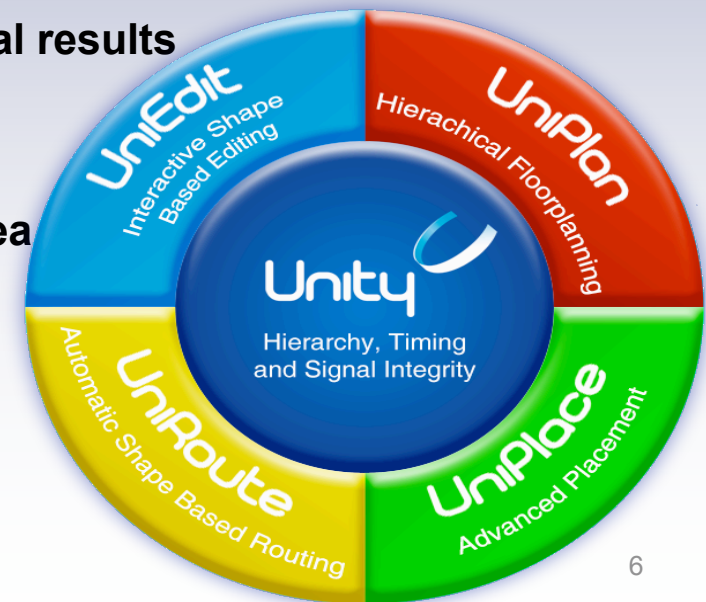 al results
ea
UniEdit
Interactive Shape
Based Editing
UniPlan
Hierachical Floorplanning
Unity
Hierarchy, Timing
and Signal Integrity
UniRoute
Automatic Shape Based Routing
UniPlace
Advanced Placement
6